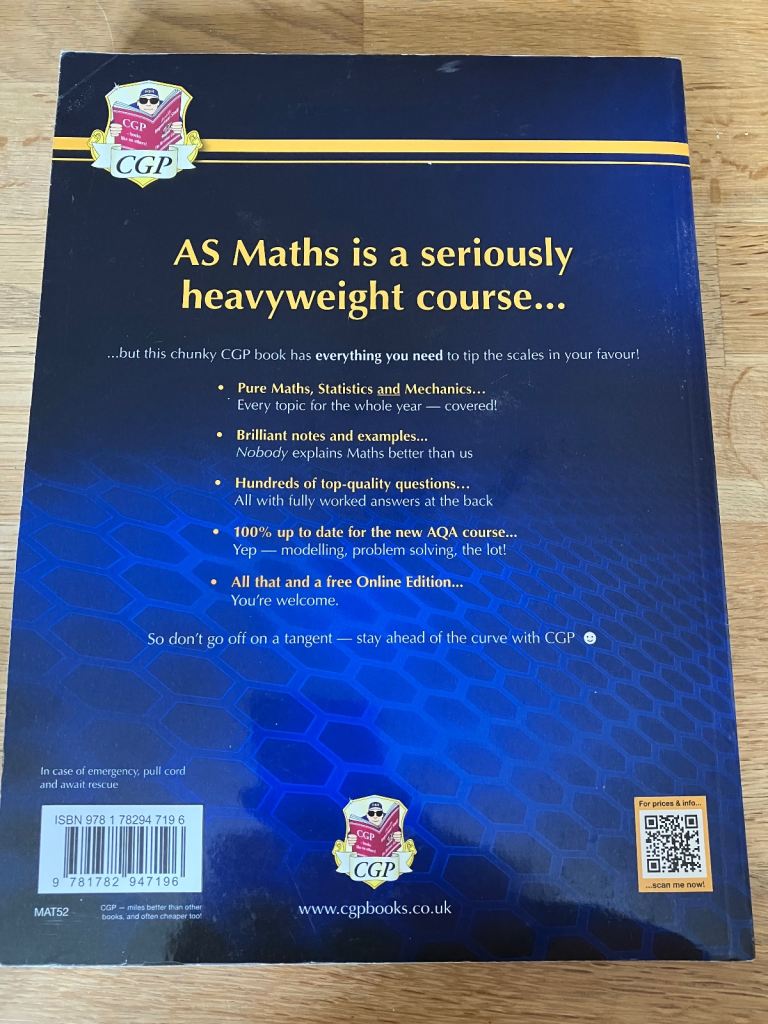 CGP
- books
like no others!
CGP
AS Maths is a seriously
heavyweight course...
...but this chunky CGP book has everything you need to tip the scales in your favour!
• Pure Maths, Statistics and Mechanics...
Every topic for the whole year — covered!
• Brilliant notes and examples...
Nobody explains Maths better than us
• Hundreds of top-quality questions...
All with fully worked answers at the back
• 100% up to date for the new AQA course...
Yep — modelling, problem solving, the lot!
• All that and a free Online Edition...
You're welcome.
So don't go off on a tangent — stay ahead of the curve with CGP ☻
In case of emergency, pull cord
and await rescue
ISBN 978 1 78294 719 6
9 781782 947196
MAT52
CGP — miles better than other
books, and often cheaper too!
CGP
CGP
www.cgpbooks.co.uk
For prices & info...
...scan me now!